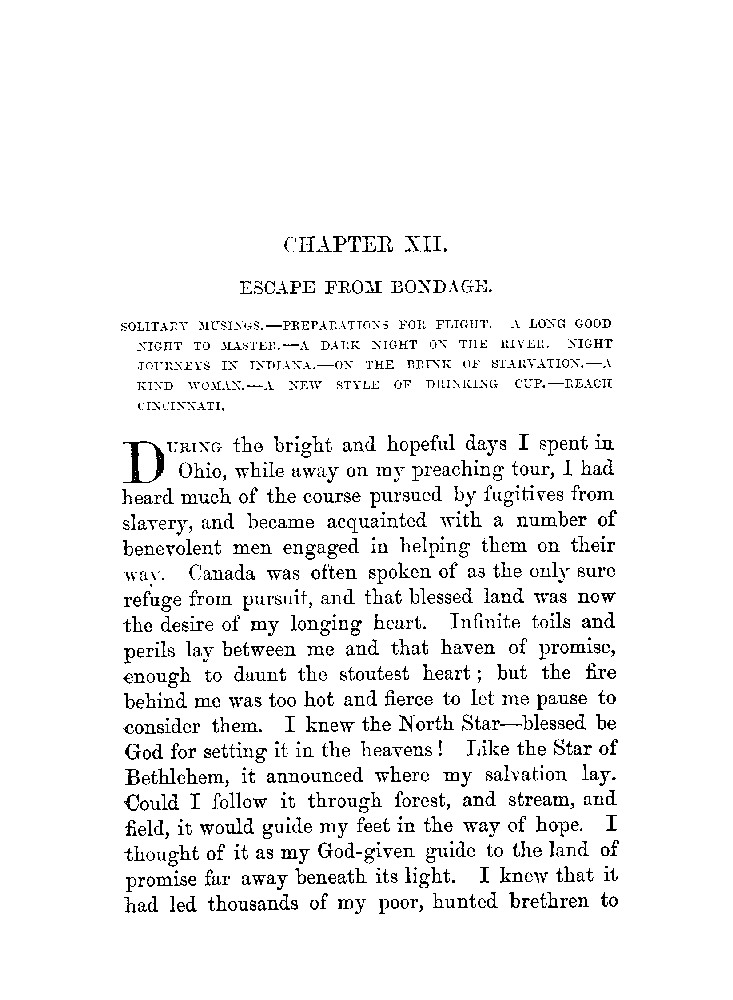 CHAPTER XII.
ESCAPE FROM BONDAGE.
SOLITARY MUSINGS.—PREPARATIONS FOR FLIGHT. A LONG GOOD
NIGHT TO MASTER.—A DARK NIGHT ON THE RIVER. NIGHT
JOURNEYS IN INDIANA.—ON THE BRINK OF STARVATION.—A
KIND WOMAN.—A NEW STYLE OF DRINKING CUP.—REACH
CINCINNATI.
DURING the bright and hopeful days I spent in
Ohio, while away on my preaching tour, I had
heard much of the course pursued by fugitives from
slavery, and became acquainted with a number of
benevolent men engaged in helping them on their
way. Canada was often spoken of as the only sure
refuge from pursuit, and that blessed land was now
the desire of my longing heart. Infinite toils and
perils lay between me and that haven of promise,
enough to daunt the stoutest heart; but the fire
behind me was too hot and fierce to let me pause to
consider them. I knew the North Star—blessed be
God for setting it in the heavens! Like the Star of
Bethlehem, it announced where my salvation lay.
Could I follow it through forest, and stream, and
field, it would guide my feet in the way of hope. I
thought of it as my God-given guide to the land of
promise far away beneath its light. I knew that it
had led thousands of my poor, hunted brethren to